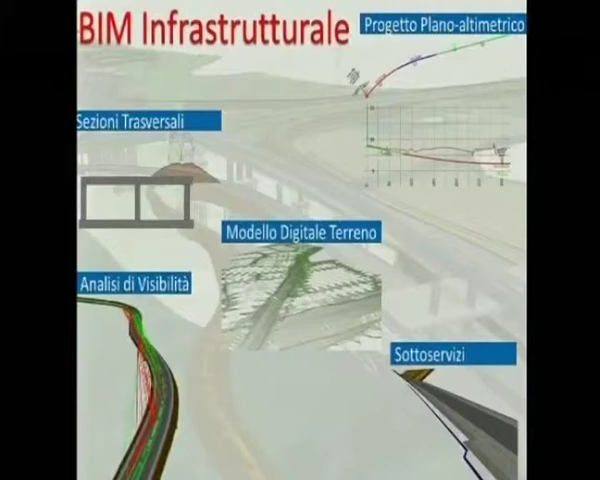 BIM Infrastrutturale
Progetto Plano-altimetrico
Sezioni Trasversali
Modello Digitale Terreno
Analisi di Visibilità
Sottoservizi